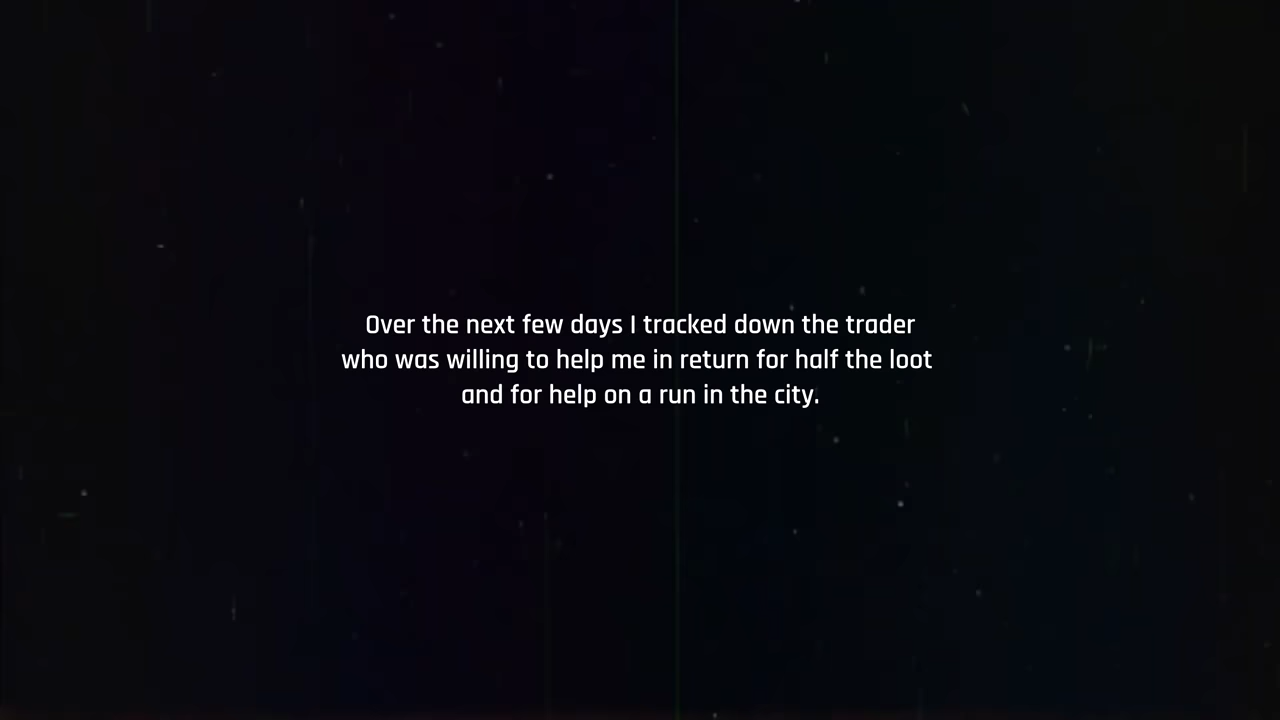 Over the next few days I tracked down the trader
who was willing to help me in return for half the loot
and for help on a run in the city.